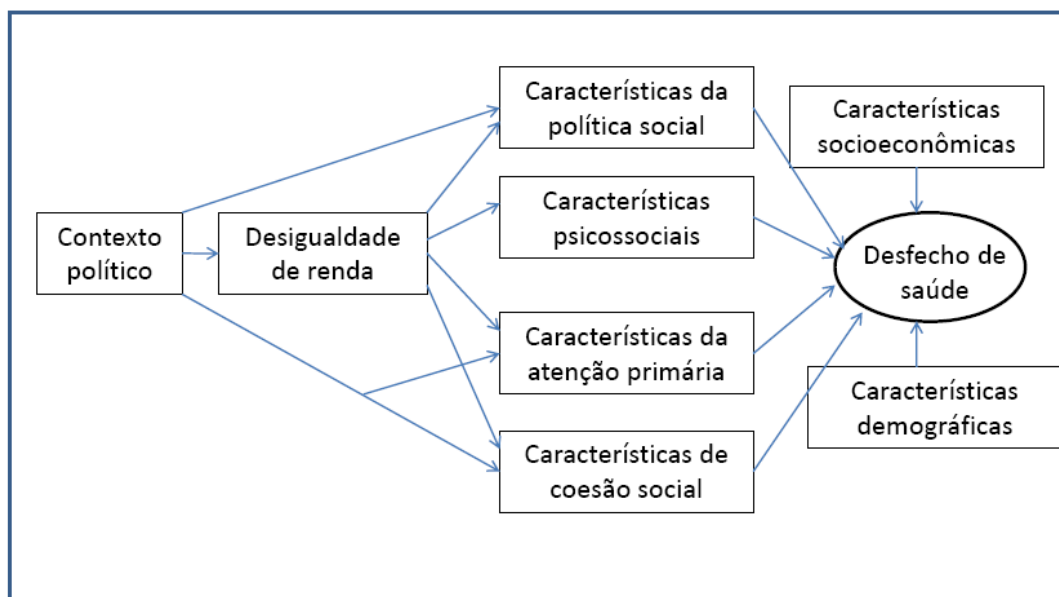 Contexto
político
Desigualdade
de renda
Características da
política social
Características
psicossociais
Características da
atenção primária
Características de
coesão social
Características
socioeconômicas
Desfecho de
saúde
Características
demográficas